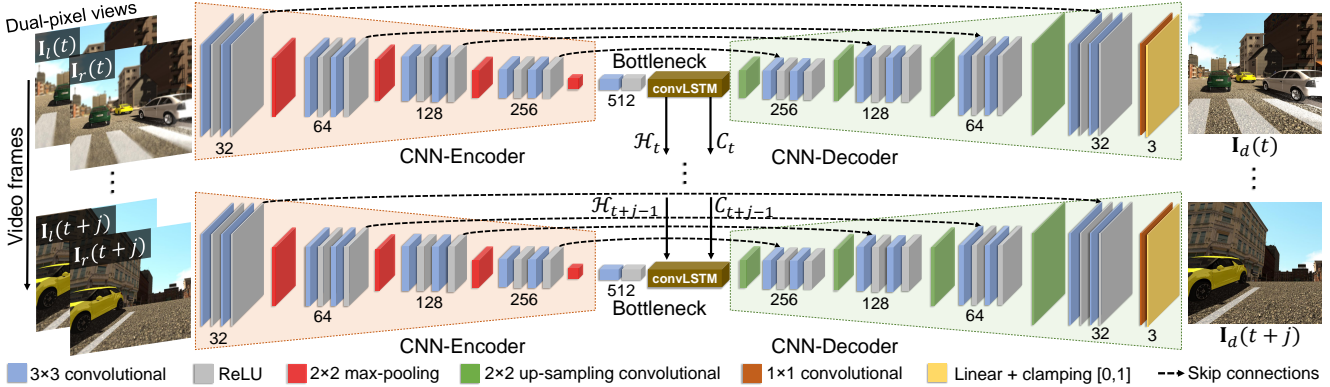 Dual-pixel views
I_l(t)
I_r(t)
Video frames
32
64
128
256
CNN-Encoder
Bottleneck
512
convLSTM
ℋ_t
𝒞_t
256
128
64
32
3
CNN-Decoder
I_d(t)
I_l(t+j)
I_r(t+j)
32
64
128
256
CNN-Encoder
ℋ_{t+j−1}
𝒞_{t+j−1}
512
convLSTM
Bottleneck
256
128
64
32
3
CNN-Decoder
I_d(t+j)
3×3 convolutional
ReLU
2×2 max-pooling
2×2 up-sampling convolutional
1×1 convolutional
Linear + clamping [0,1]
Skip connections